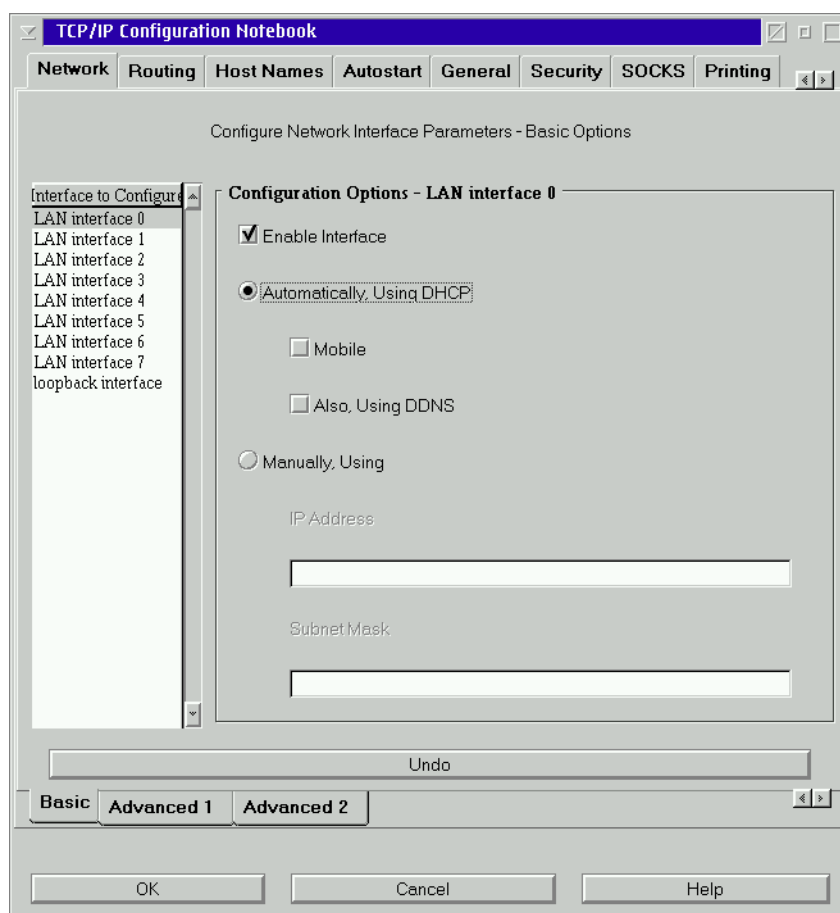 TCP/IP Configuration Notebook
Network Routing Host Names Autostart General Security SOCKS Printing
Configure Network Interface Parameters - Basic Options
Interface to Configure
LAN interface 0
LAN interface 1
LAN interface 2
LAN interface 3
LAN interface 4
LAN interface 5
LAN interface 6
LAN interface 7
loopback interface
Configuration Options - LAN interface 0
Enable Interface
Automatically, Using DHCP
Mobile
Also, Using DDNS
Manually, Using
IP Address
Subnet Mask
Undo
Basic Advanced 1 Advanced 2
OK Cancel Help